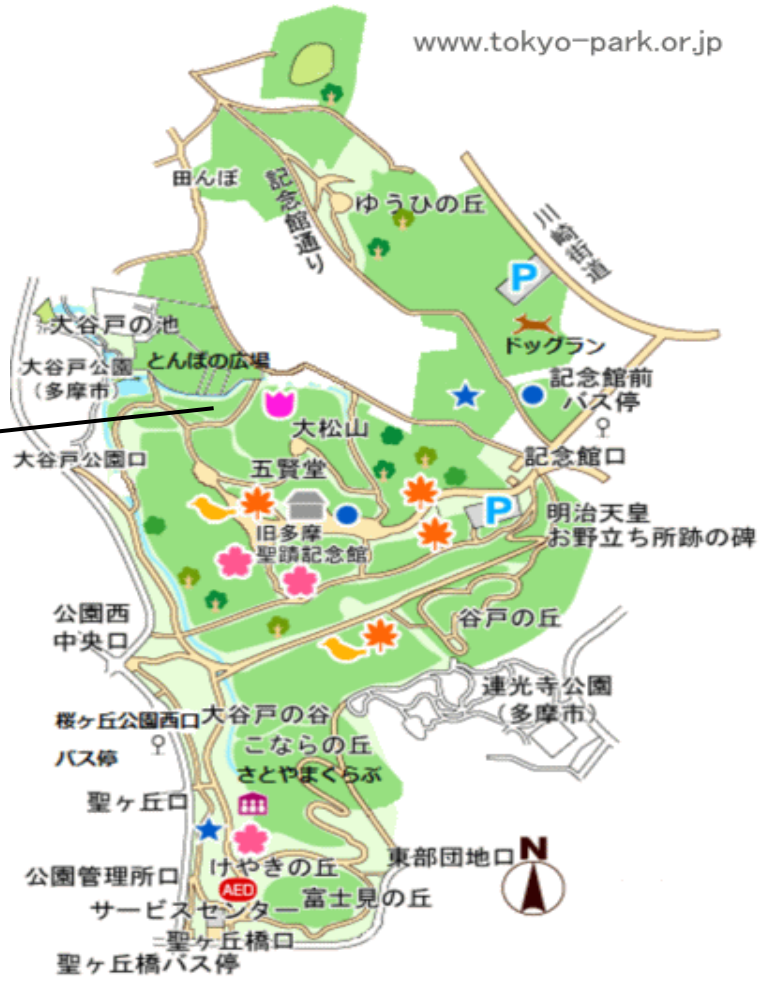 www.tokyo-park.or.jp
田んぼ
記念館通り
ゆうひの丘
川崎街道
P
大谷戸の池
とんぼの広場
ドッグラン
大谷戸公園
(多摩市)
記念館前
バス停
大松山
大谷戸公園口
五賢堂
記念館口
P
旧多摩
聖蹟記念館
明治天皇
お野立ち所跡の碑
公園西
中央口
谷戸の丘
連光寺公園
(多摩市)
桜ヶ丘公園西口
バス停
大谷戸の谷
こならの丘
さとやまくらぶ
聖ヶ丘口
けやきの丘
東部団地口
N
公園管理所口
AED
富士見の丘
サービスセンター
聖ヶ丘橋口
聖ヶ丘橋バス停